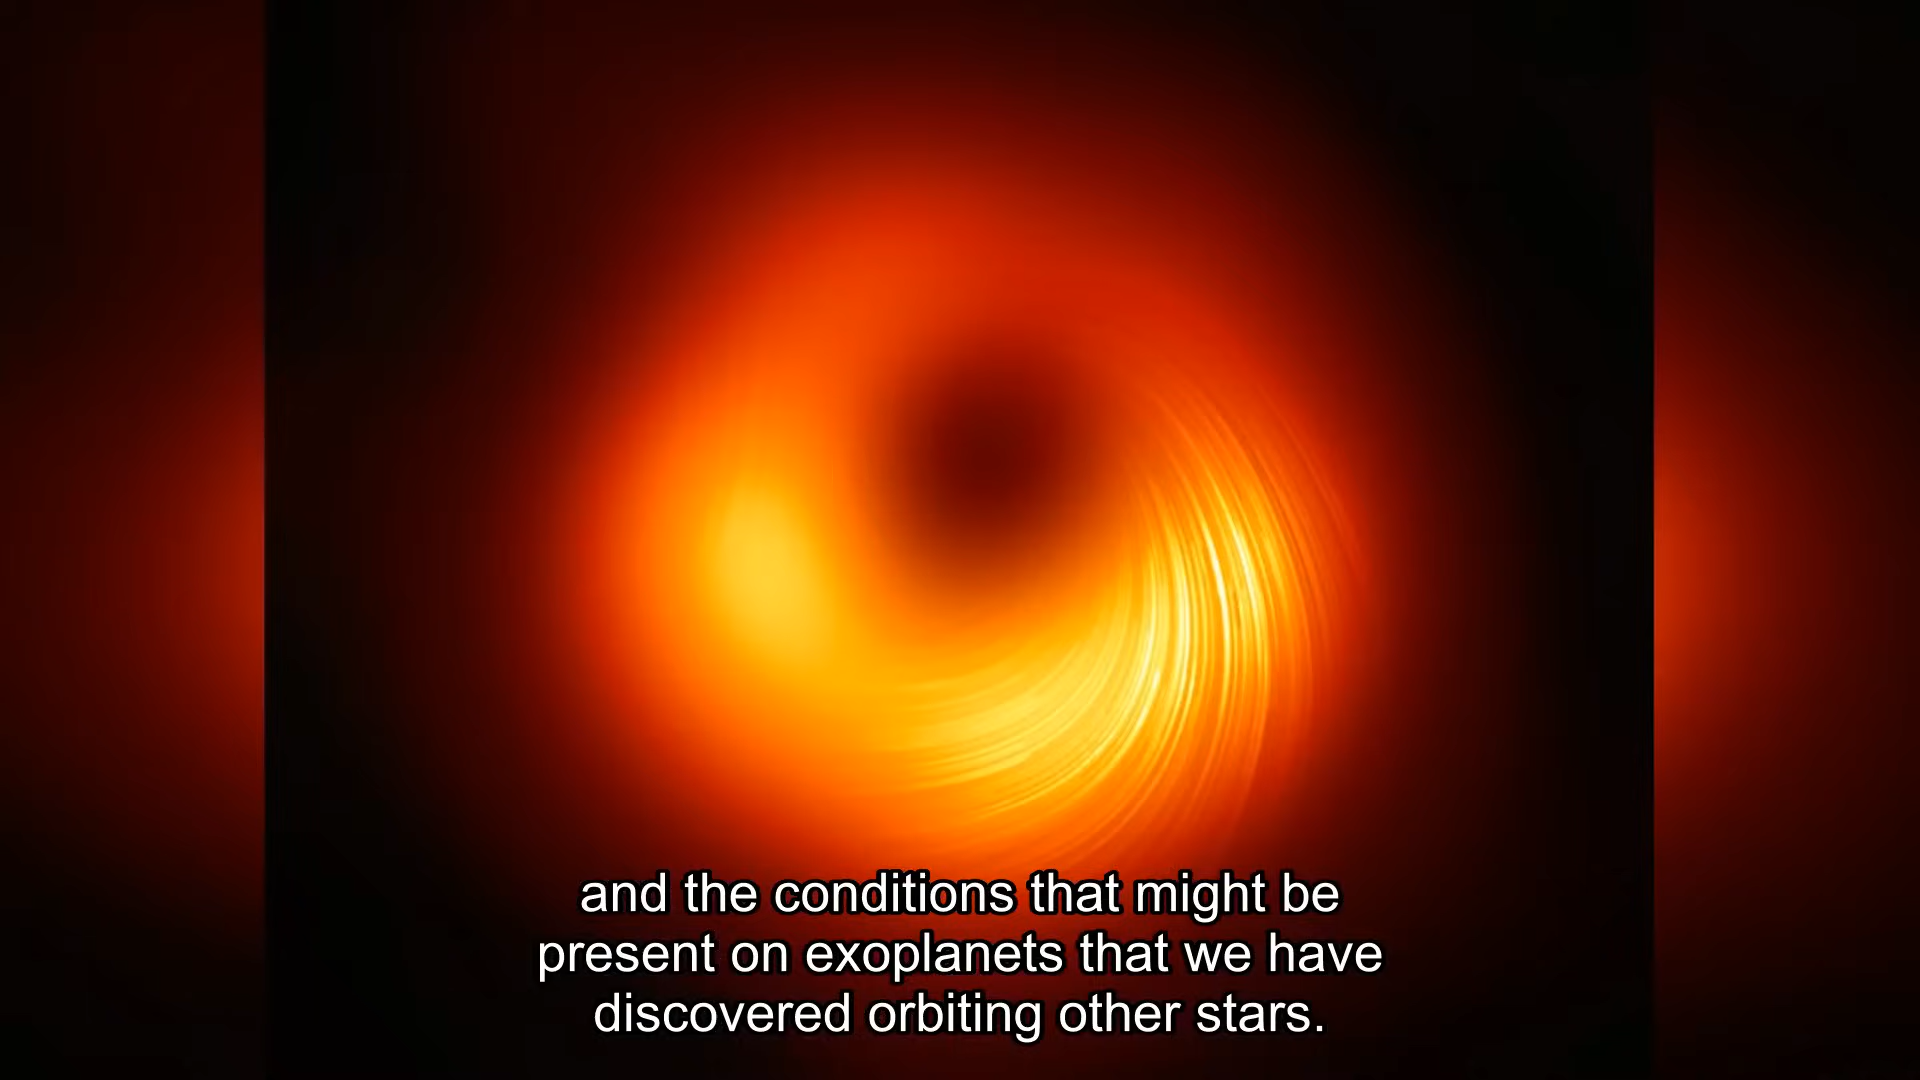 and the conditions that might be
present on exoplanets that we have
discovered orbiting other stars.